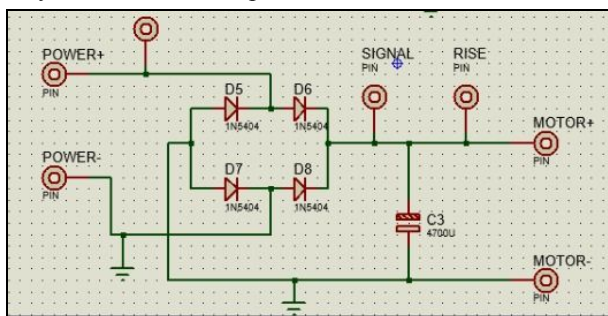 POWER+
PIN
SIGNAL
PIN
RISE
PIN
D5
1N5404
D6
1N5404
MOTOR+
PIN
POWER-
PIN
D7
1N5404
D8
1N5404
C3
4700U
MOTOR-
PIN